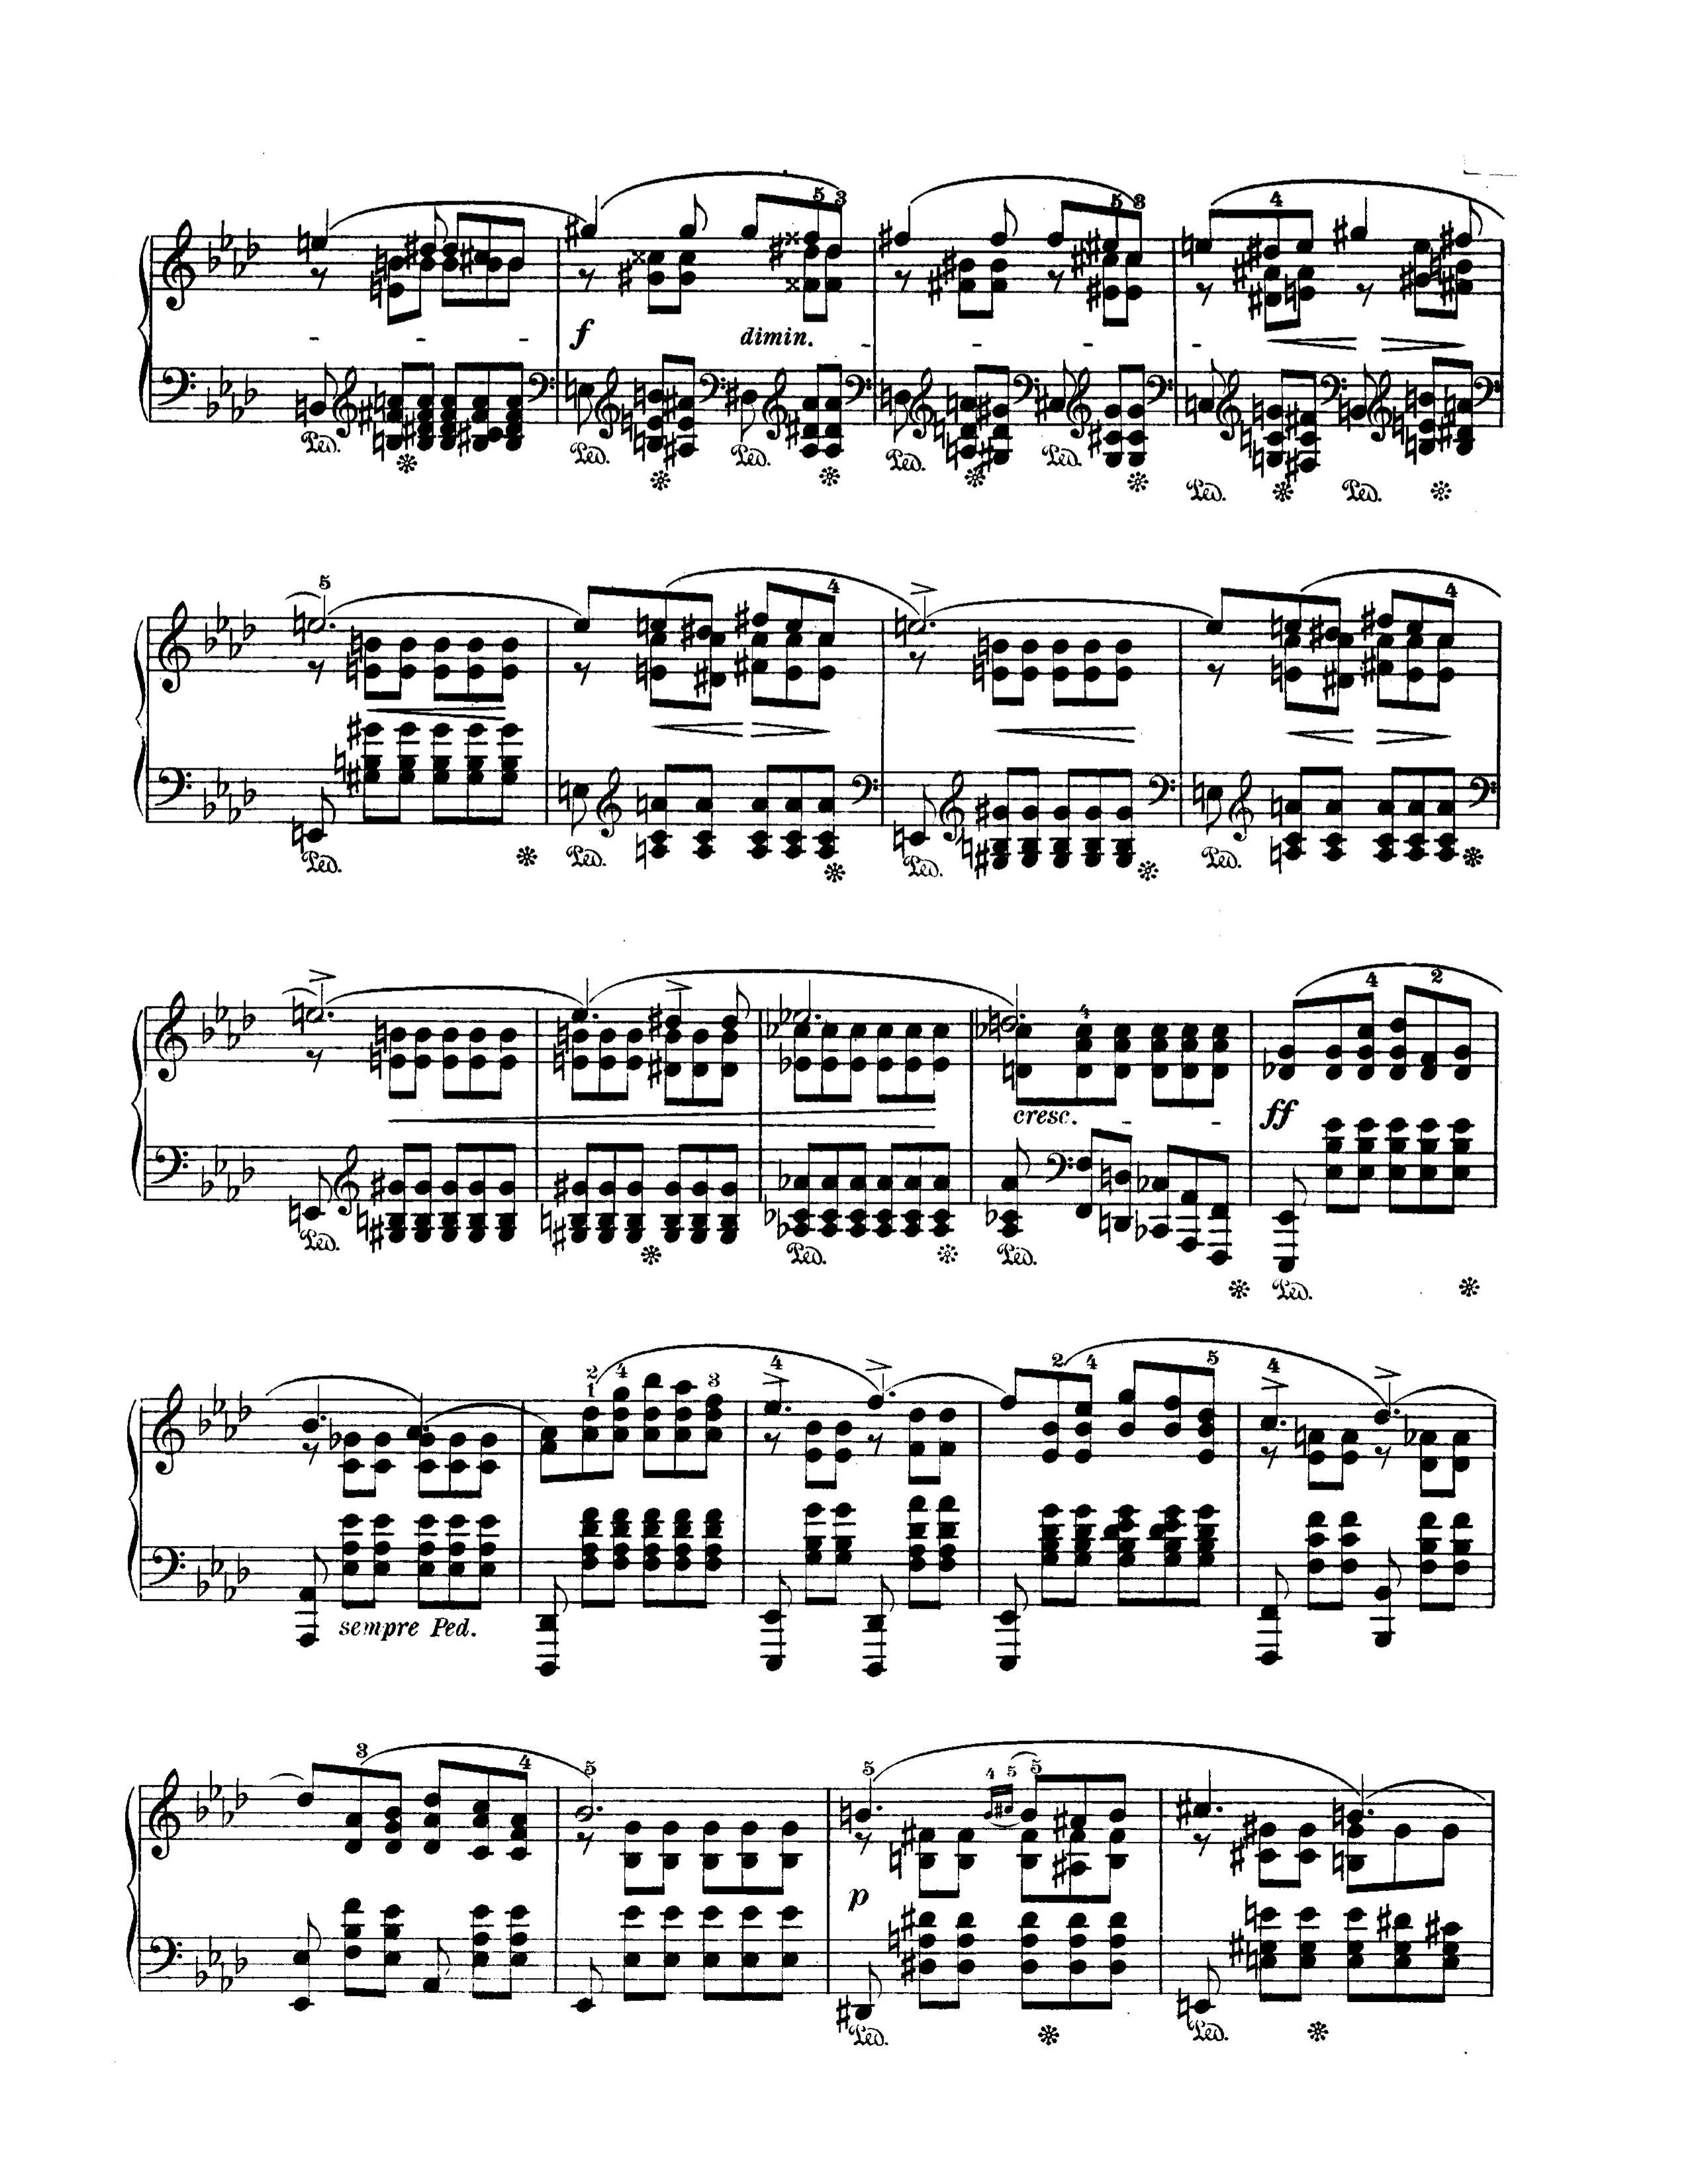 5 3 5 3 4
f dimin.
Ped. Ped. Ped. Ped. Ped. Ped. Ped.
5 4 4
Ped. Ped. Ped. Ped.
4 4 2
cresc. ff
Ped. Ped. Ped. Ped.
2 4 4 2 4 5 4
1 3
sempre Ped.
3 4 5 5 4 5 5
p
Ped. Ped.